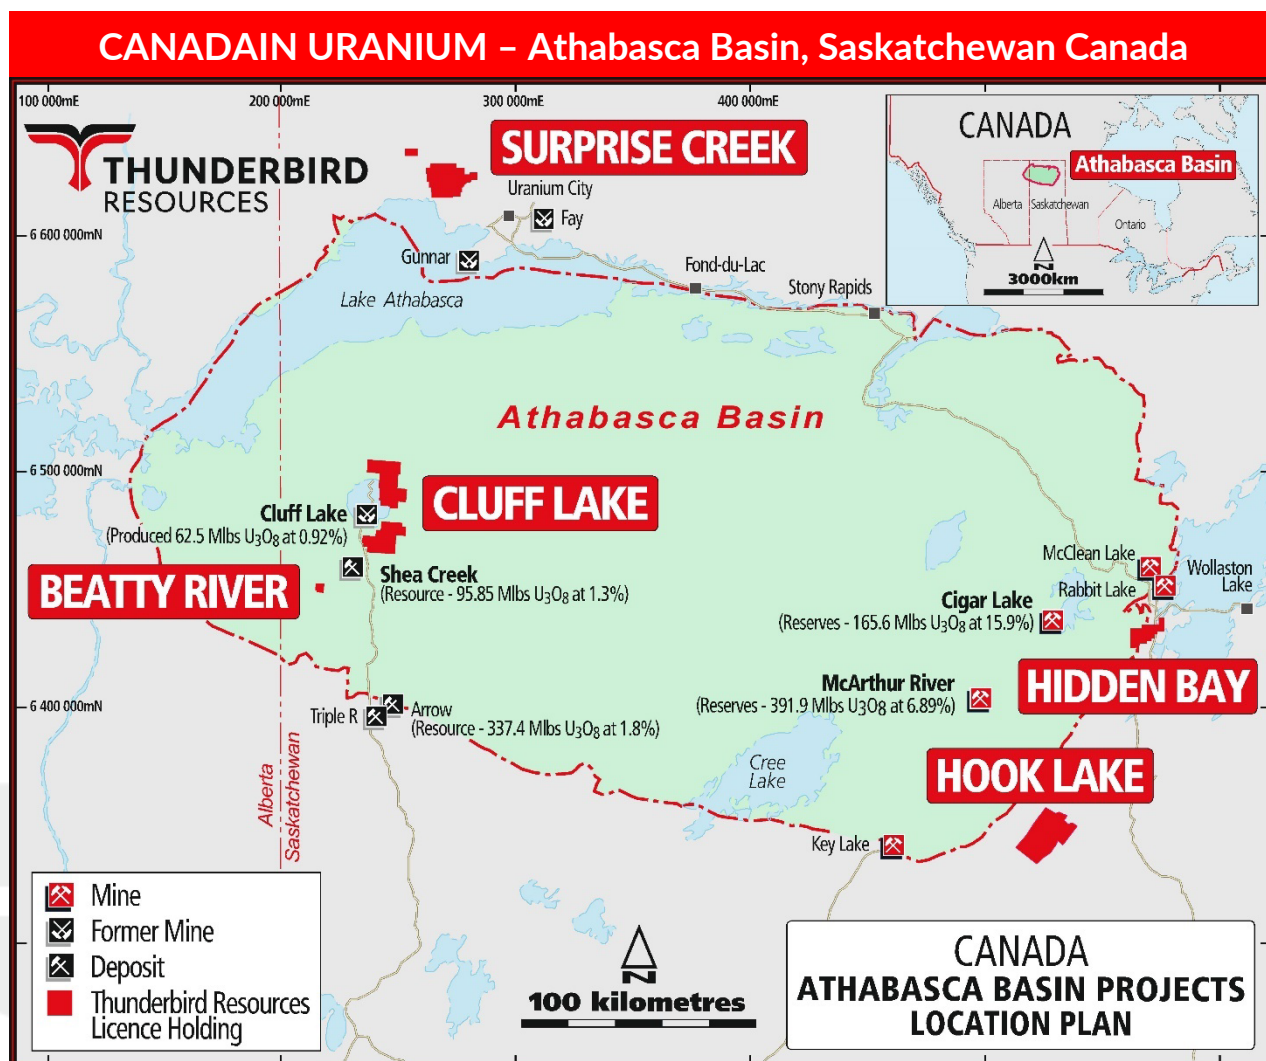 CANADAIN URANIUM – Athabasca Basin, Saskatchewan Canada
100 000mE
200 000mE
300 000mE
400 000mE
THUNDERBIRD
RESOURCES
SURPRISE CREEK
CANADA
Athabasca Basin
Alberta
Saskatchewan
Ontario
N
3000km
Uranium City
Fay
6 600 000mN
Gunnar
Fond-du-Lac
Lake Athabasca
Stony Rapids
Athabasca Basin
6 500 000mN
CLUFF LAKE
Cluff Lake
(Produced 62.5 Mlbs U₃O₈ at 0.92%)
BEATTY RIVER
Shea Creek
(Resource - 95.85 Mlbs U₃O₈ at 1.3%)
McClean Lake
Rabbit Lake
Wollaston
Lake
Cigar Lake
(Reserves - 165.6 Mlbs U₃O₈ at 15.9%)
HIDDEN BAY
McArthur River
(Reserves - 391.9 Mlbs U₃O₈ at 6.89%)
6 400 000mN
Triple R
Arrow
(Resource - 337.4 Mlbs U₃O₈ at 1.8%)
Cree
Lake
HOOK LAKE
Alberta
Saskatchewan
Key Lake
Mine
Former Mine
Deposit
Thunderbird Resources
Licence Holding
N
100 kilometres
CANADA
ATHABASCA BASIN PROJECTS
LOCATION PLAN